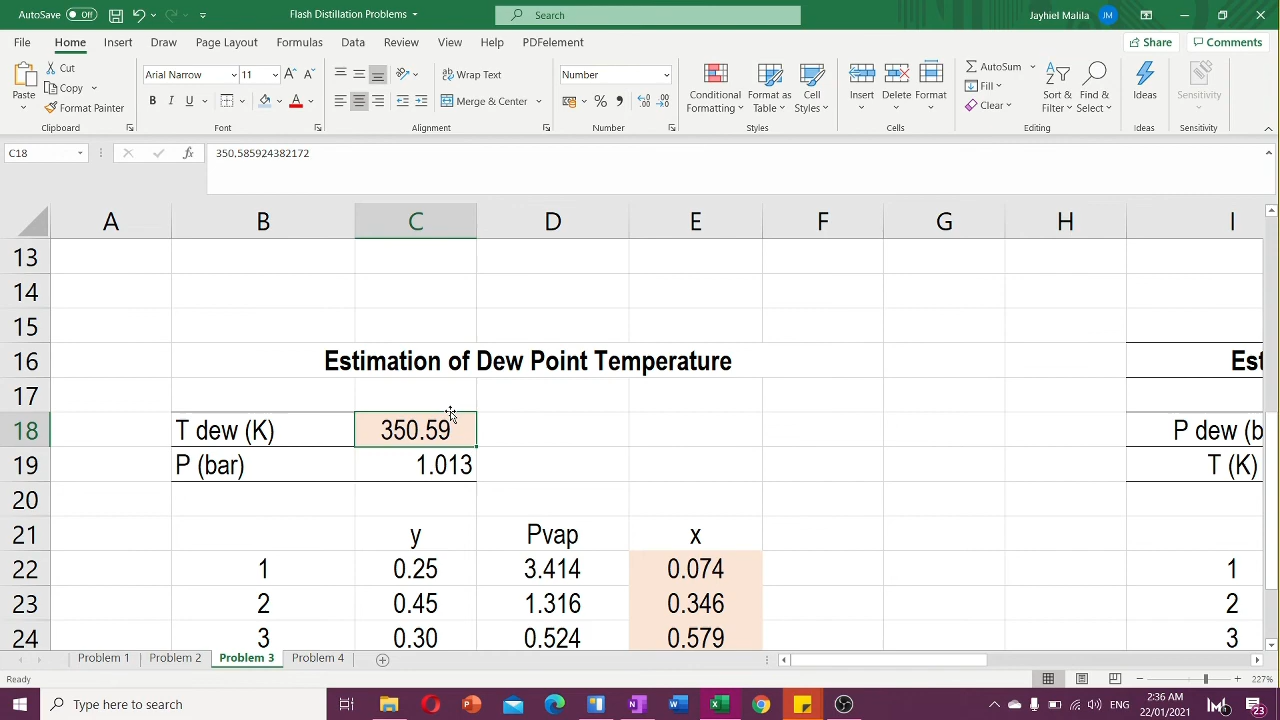 AutoSave Off Flash Distillation Problems Search Jayhiel Malila JM
File Home Insert Draw Page Layout Formulas Data Review View Help PDFelement Share Comments
Paste Cut Copy Format Painter Clipboard
Arial Narrow 11 A A B I U A Font
Wrap Text Merge & Center Alignment
Number % Number
Conditional Formatting Format as Table Cell Styles Styles
Insert Delete Format Cells
AutoSum Fill Clear Sort & Filter Find & Select Editing
Ideas Ideas
Sensitivity Sensitivity
C18 fx 350.585924382172
A B C D E F G H I
13
14
15
16 Estimation of Dew Point Temperature Est
17
18 T dew (K) 350.59 P dew (b
19 P (bar) 1.013 T (K)
20
21 y Pvap x
22 1 0.25 3.414 0.074 1
23 2 0.45 1.316 0.346 2
24 3 0.30 0.524 0.579 3
Problem 1 Problem 2 Problem 3 Problem 4
Ready 227%
Type here to search ENG 2:36 AM 22/01/2021 23